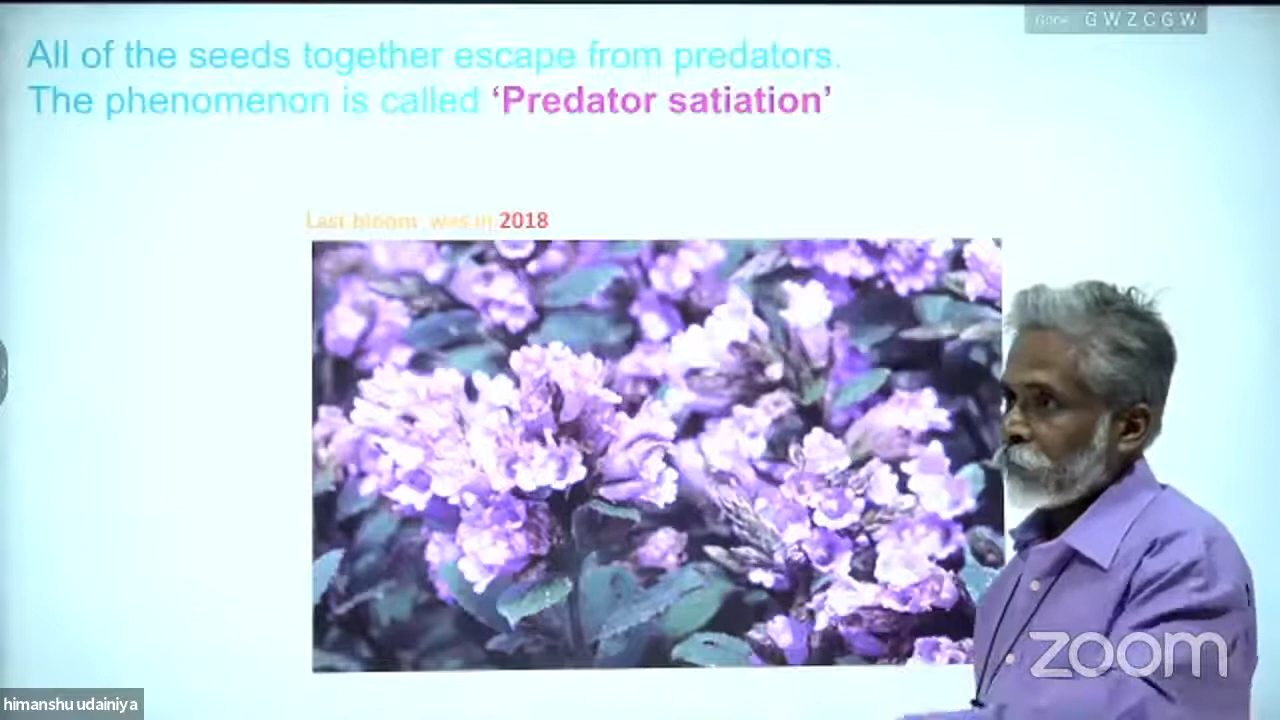 All of the seeds together escape from predators.
The phenomenon is called ‘Predator satiation’
Code G W Z C G W
Last bloom was in 2018
zoom
himanshu udainiya